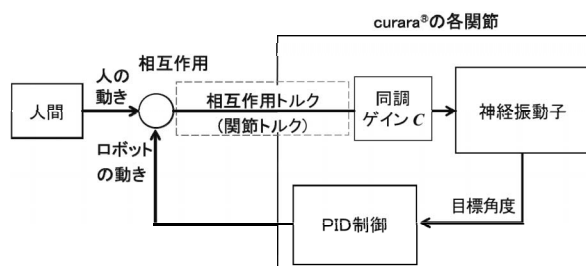 curara®の各関節
相互作用
人の
動き
人間
相互作用トルク
(関節トルク)
同調
ゲイン C
神経振動子
ロボット
の動き
目標角度
PID制御